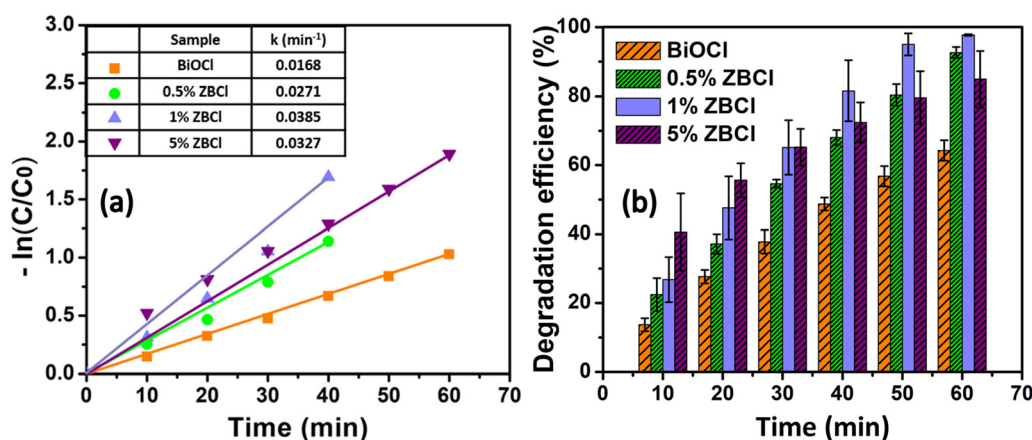 3.0
2.5
2.0
1.5
1.0
0.5
0.0
- ln(C/C0)
Sample k (min-1)
BiOCl 0.0168
0.5% ZBCl 0.0271
1% ZBCl 0.0385
5% ZBCl 0.0327
(a)
0 10 20 30 40 50 60 70
Time (min)
100
80
60
40
20
0
Degradation efficiency (%)
BiOCl
0.5% ZBCl
1% ZBCl
5% ZBCl
(b)
0 10 20 30 40 50 60 70
Time (min)